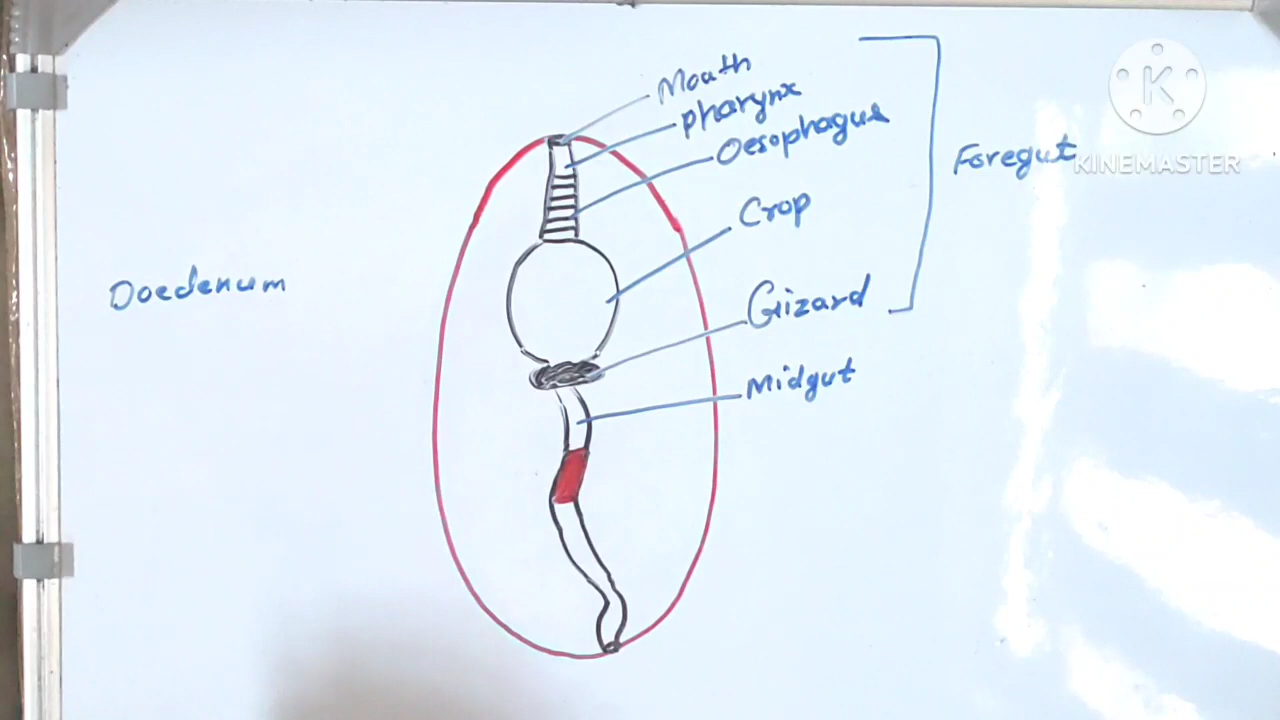 Mouth
pharynx
Oesophagus
Foregut
KINEMASTER
Crop
Doedenum
Gizard
Midgut